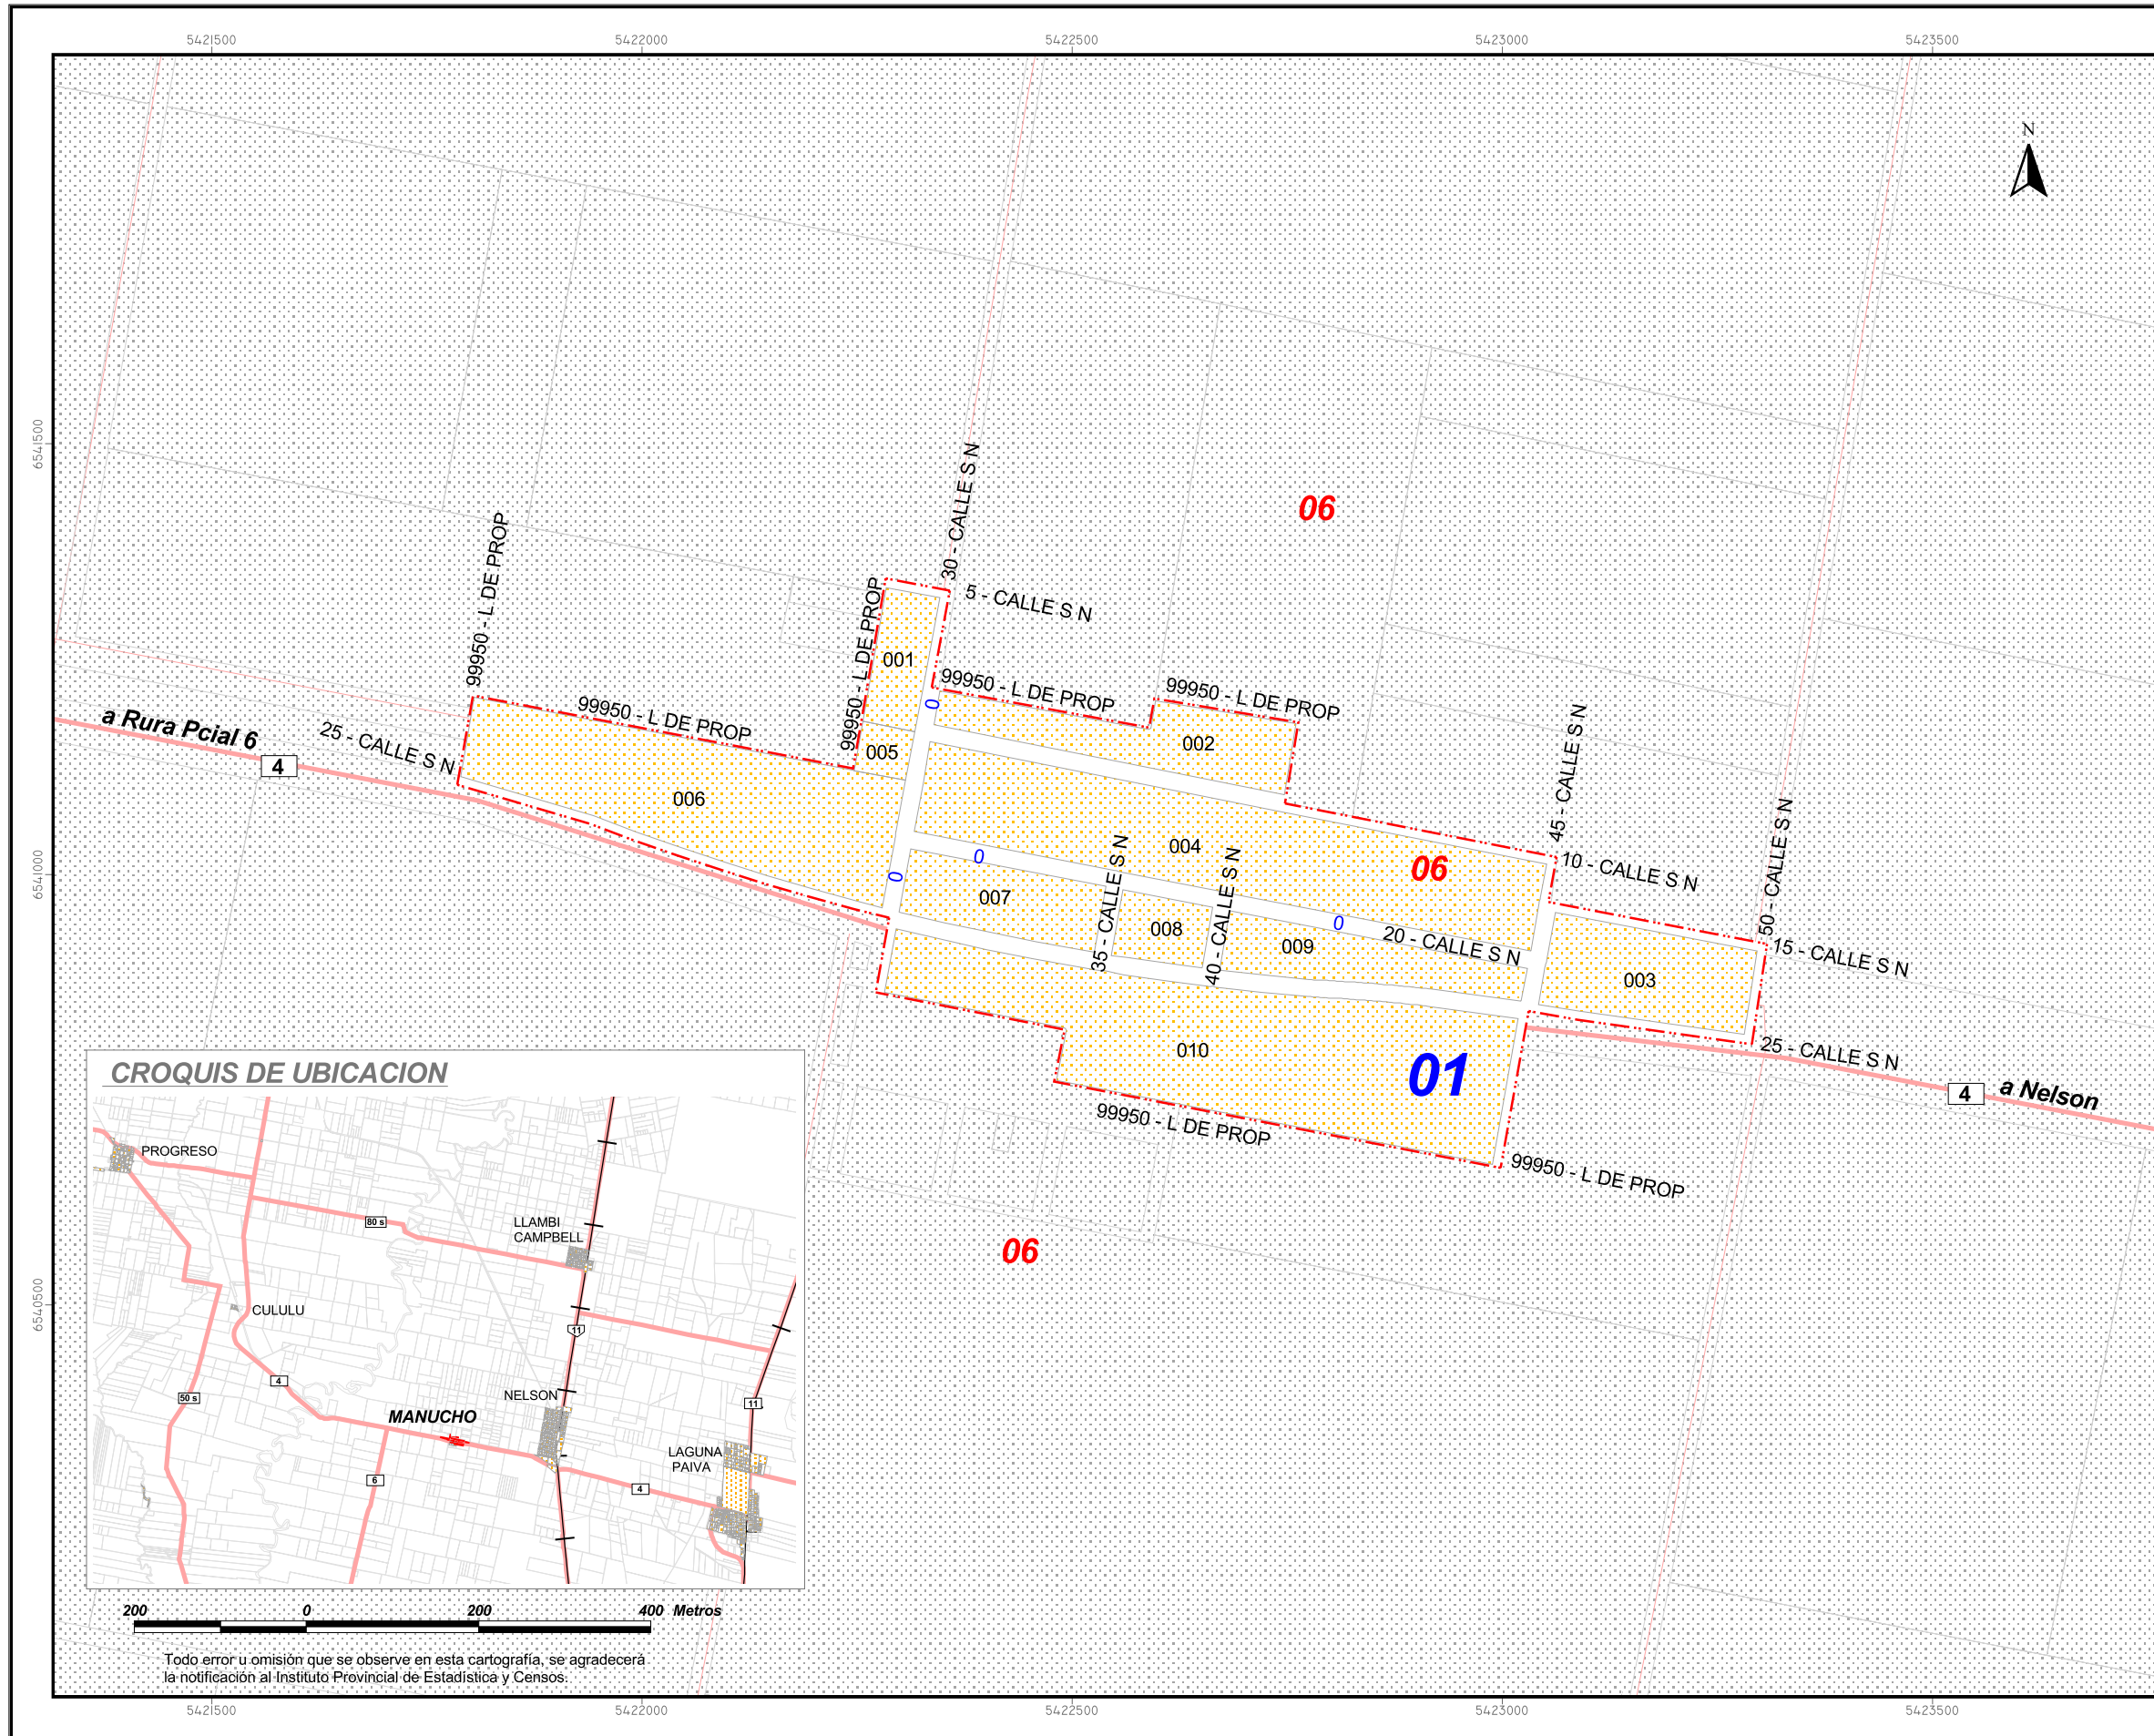 5421500
5422000
5422500
5423000
5423500
N
6541500
6541000
6540500
06
30 - CALLE S N
5 - CALLE S N
99950 - L DE PROP
99950 - L DE PROP
99950 - L DE PROP
99950 - L DE PROP
99950 - L DE PROP
001
002
005
006
0
a Rura Pcial 6
4
25 - CALLE S N
45 - CALLE S N
10 - CALLE S N
50 - CALLE S N
15 - CALLE S N
004
06
0
0
007
35 - CALLE S N
008
40 - CALLE S N
009
0
20 - CALLE S N
003
010
01
25 - CALLE S N
4
a Nelson
99950 - L DE PROP
99950 - L DE PROP
06
CROQUIS DE UBICACION
PROGRESO
80 s
LLAMBI
CAMPBELL
CULULU
11
4
50 s
NELSON
MANUCHO
11
LAGUNA
PAIVA
6
4
200
0
200
400 Metros
Todo error u omisión que se observe en esta cartografía, se agradecerá
la notificación al Instituto Provincial de Estadística y Censos.
5421500
5422000
5422500
5423000
5423500